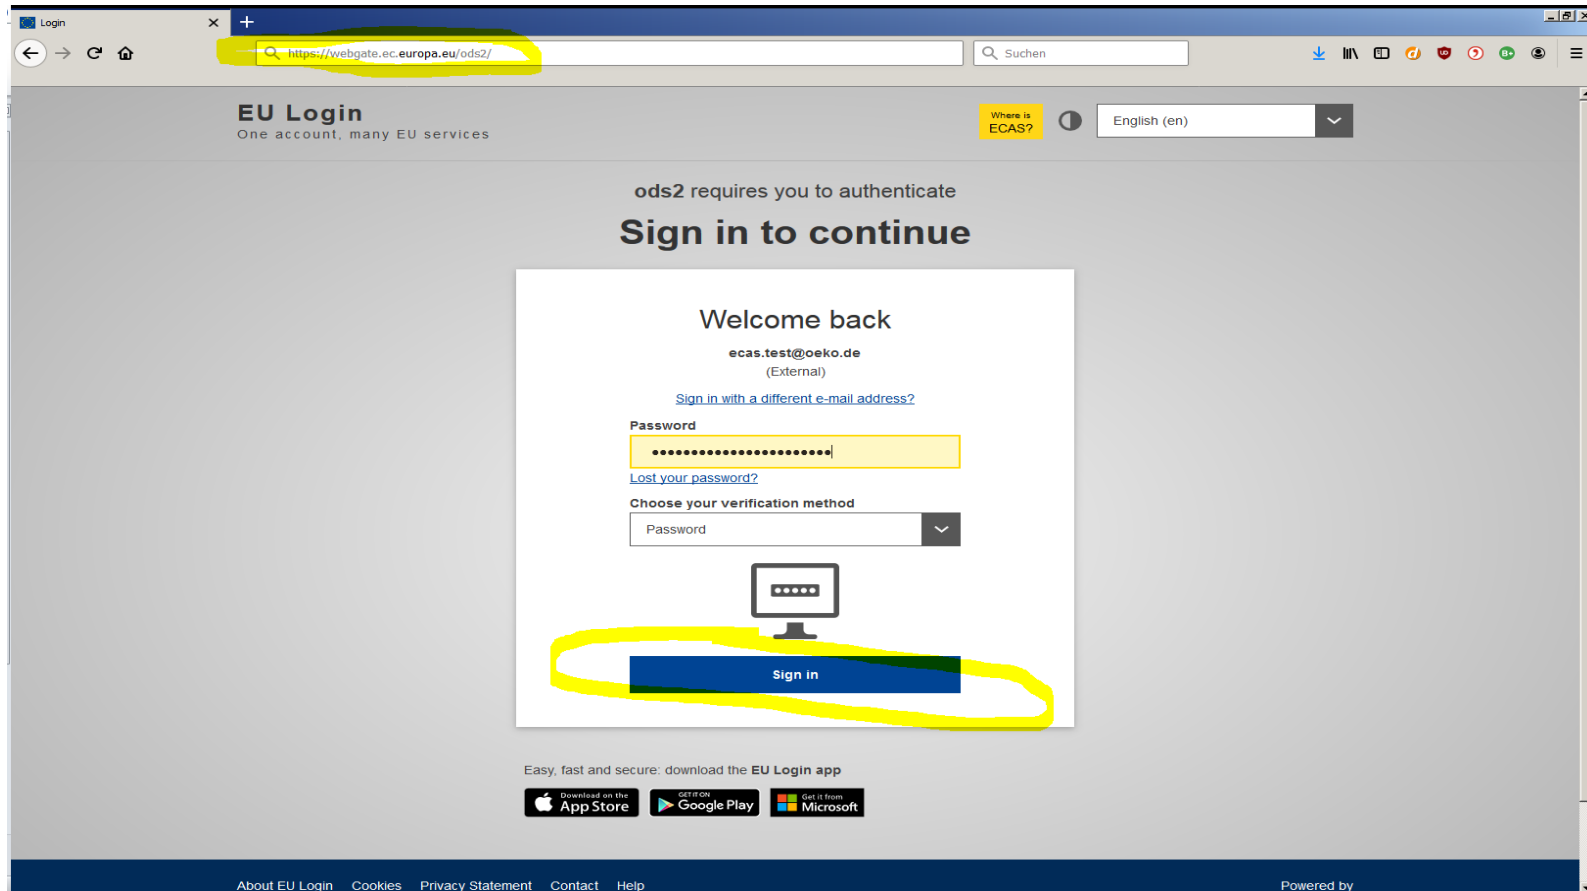 Login
https://webgate.ec.europa.eu/ods2/
Suchen
EU Login
One account, many EU services
Where is
ECAS?
English (en)
ods2 requires you to authenticate
Sign in to continue
Welcome back
ecas.test@oeko.de
(External)
Sign in with a different e-mail address?
Password
Lost your password?
Choose your verification method
Password
Sign in
Easy, fast and secure: download the EU Login app
Download on the
App Store
GET IT ON
Google Play
Get it from
Microsoft
About EU Login Cookies Privacy Statement Contact Help Powered by